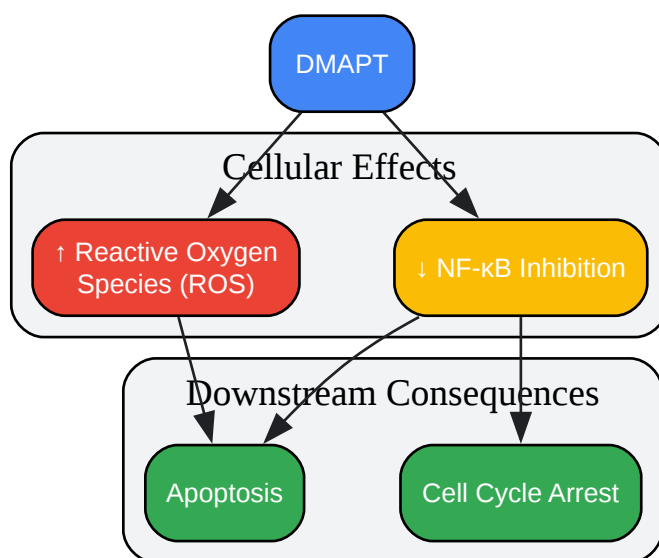 DMAPT
Cellular Effects
↑ Reactive Oxygen
Species (ROS)
↓ NF-κB Inhibition
Downstream Consequences
Apoptosis
Cell Cycle Arrest